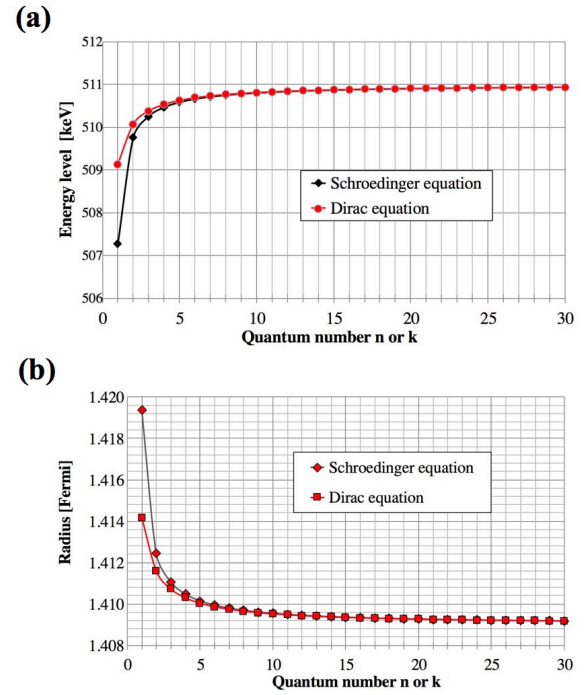 (a)
512
511
510
509
508
507
506
Energy level [keV]
Schroedinger equation
Dirac equation
0 5 10 15 20 25 30
Quantum number n or k
(b)
1.420
1.418
1.416
1.414
1.412
1.410
1.408
Radius [Fermi]
Schroedinger equation
Dirac equation
0 5 10 15 20 25 30
Quantum number n or k